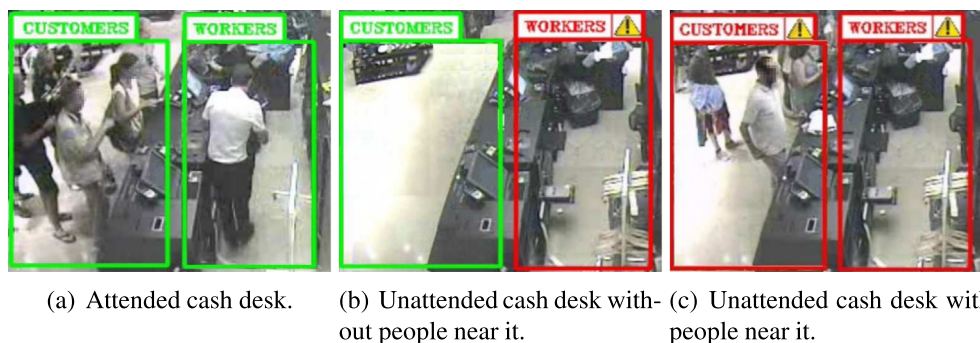 CUSTOMERS WORKERS
CUSTOMERS WORKERS
CUSTOMERS WORKERS
(a) Attended cash desk.
(b) Unattended cash desk with-
out people near it.
(c) Unattended cash desk wit
people near it.